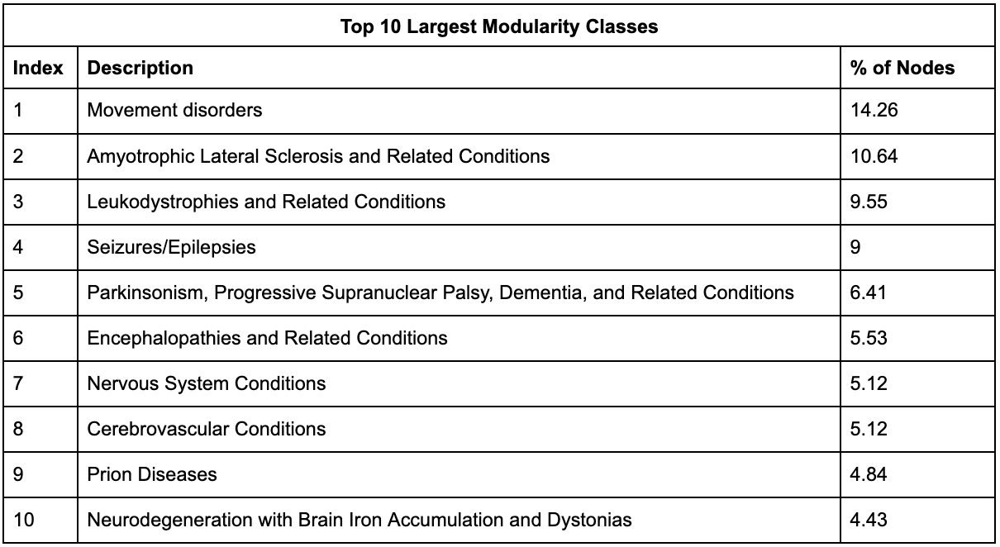 Top 10 Largest Modularity Classes
Index Description % of Nodes
1 Movement disorders 14.26
2 Amyotrophic Lateral Sclerosis and Related Conditions 10.64
3 Leukodystrophies and Related Conditions 9.55
4 Seizures/Epilepsies 9
5 Parkinsonism, Progressive Supranuclear Palsy, Dementia, and Related Conditions 6.41
6 Encephalopathies and Related Conditions 5.53
7 Nervous System Conditions 5.12
8 Cerebrovascular Conditions 5.12
9 Prion Diseases 4.84
10 Neurodegeneration with Brain Iron Accumulation and Dystonias 4.43